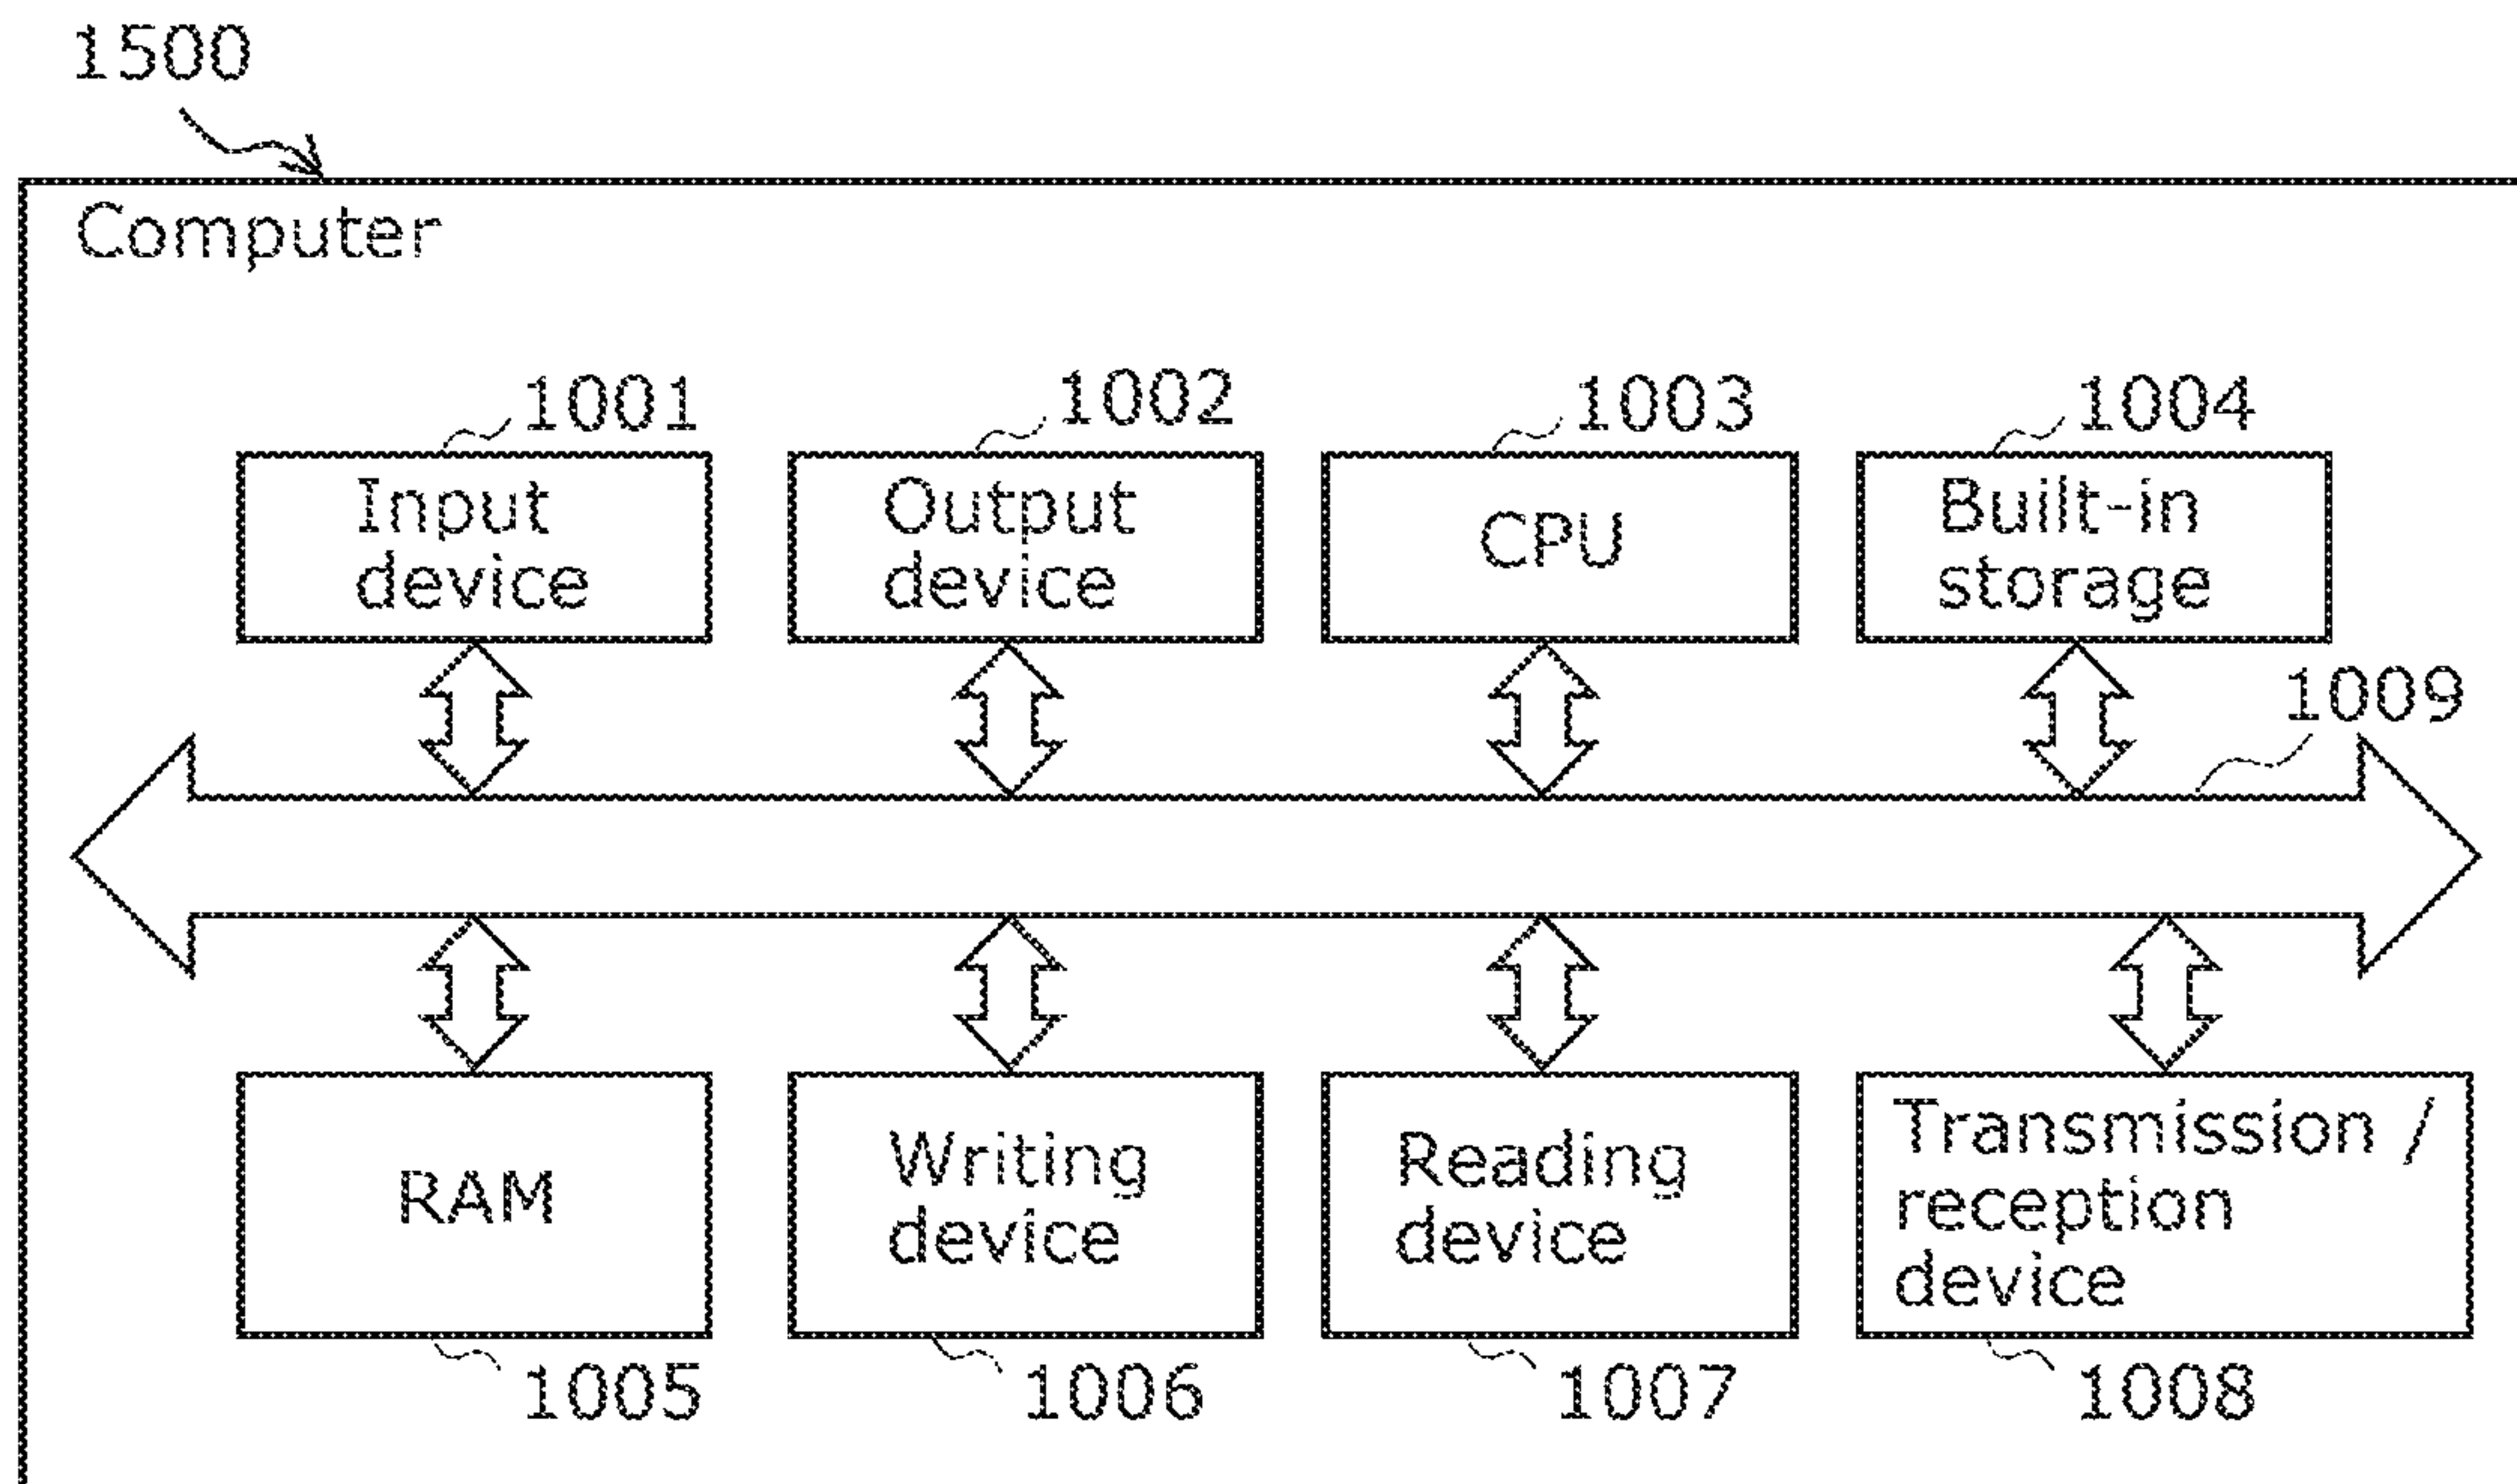 1500
Computer
1001
1002
1003
1004
Input
device
Output
device
CPU
Built-in
storage
1009
RAM
Writing
device
Reading
device
Transmission /
reception
device
1005
1006
1007
1008